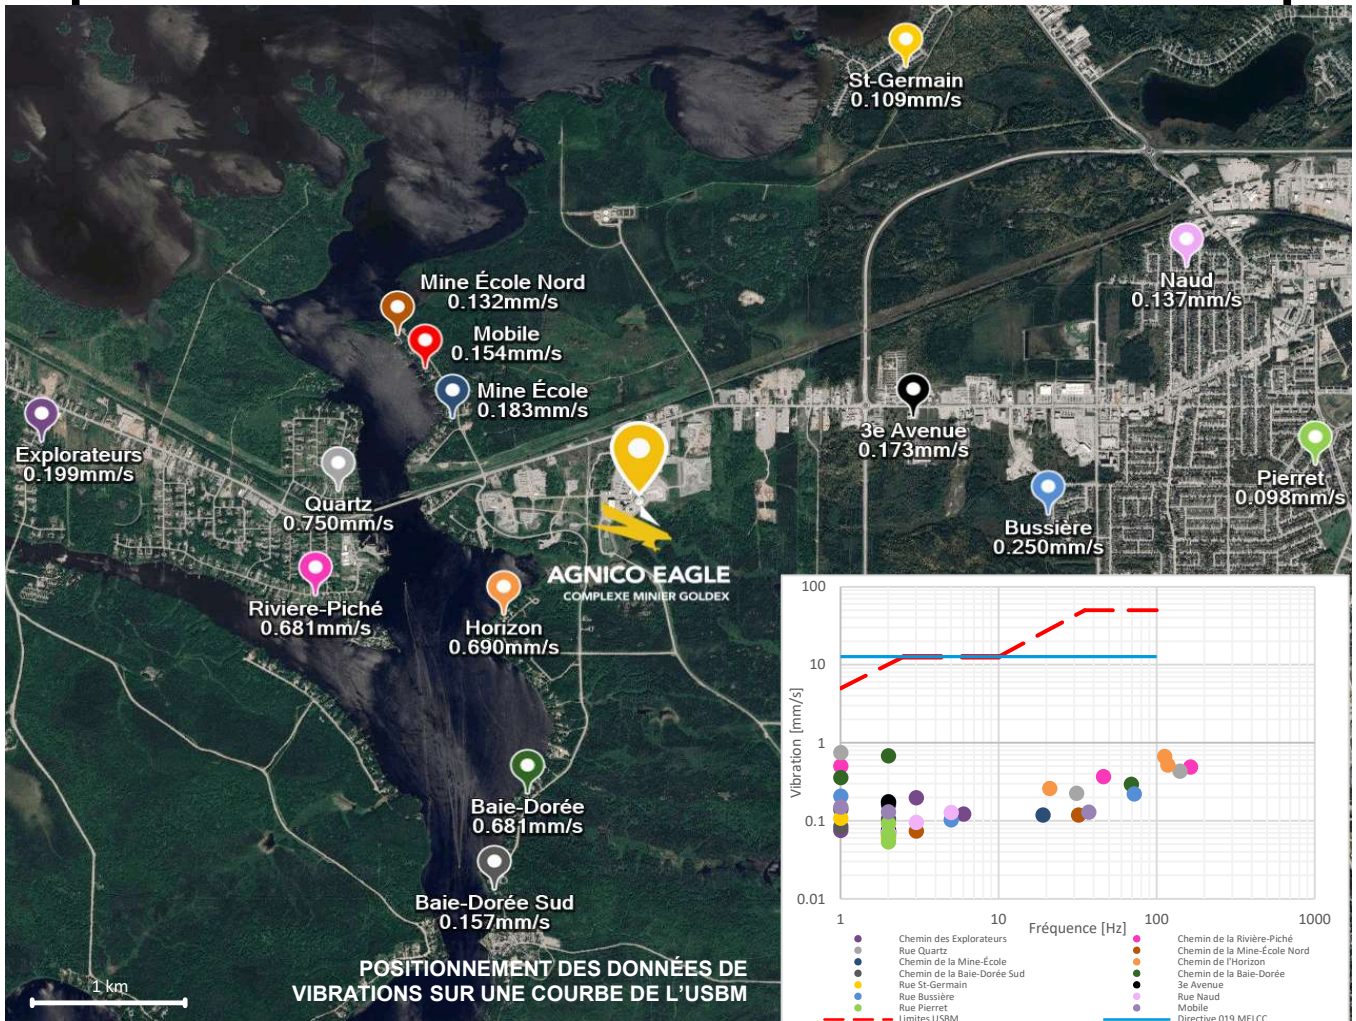 St-Germain
0.109mm/s
Naud
0.137mm/s
Mine École Nord
0.132mm/s
Mobile
0.154mm/s
Mine École
0.183mm/s
3e Avenue
0.173mm/s
Explorateurs
0.199mm/s
Quartz
0.750mm/s
Pierret
0.098mm/s
Bussière
0.250mm/s
AGNICO EAGLE
COMPLEXE MINIER GOLDEX
Riviere-Piché
0.681mm/s
Horizon
0.690mm/s
Baie-Dorée
0.681mm/s
Baie-Dorée Sud
0.157mm/s
POSITIONNEMENT DES DONNÉES DE
VIBRATIONS SUR UNE COURBE DE L'USBM
1 km
Vibration [mm/s]
100
10
1
0.1
0.01
1 10 100 1000
Fréquence [Hz]
Chemin des Explorateurs Chemin de la Rivière-Piché
Rue Quartz Chemin de la Mine-École Nord
Chemin de la Mine-École Chemin de l'Horizon
Chemin de la Baie-Dorée Sud Chemin de la Baie-Dorée
Rue St-Germain 3e Avenue
Rue Bussière Rue Naud
Rue Pierret Mobile
Limites USBM Directive 019 MELCC